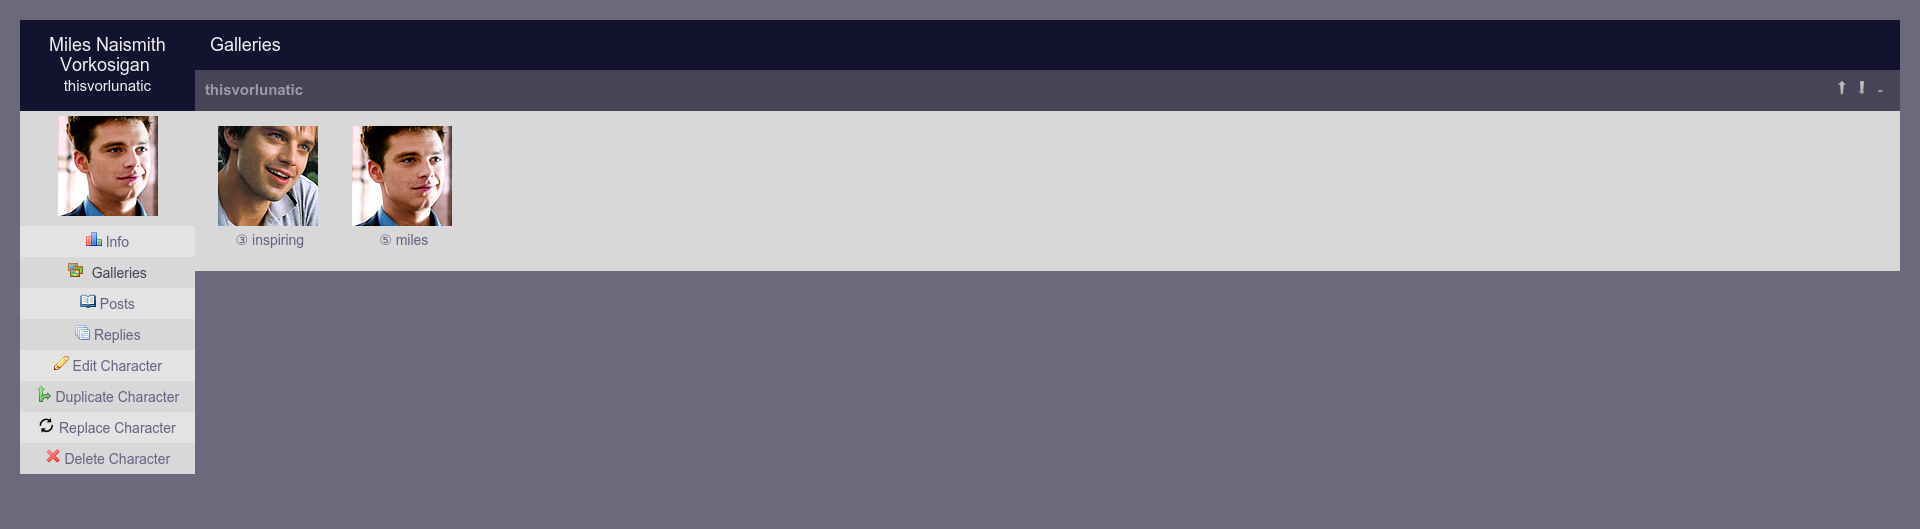 Miles Naismith
Vorkosigan
thisvorlunatic
Galleries
thisvorlunatic
-
③ inspiring
⑤ miles
Info
Galleries
Posts
Replies
Edit Character
Duplicate Character
Replace Character
Delete Character